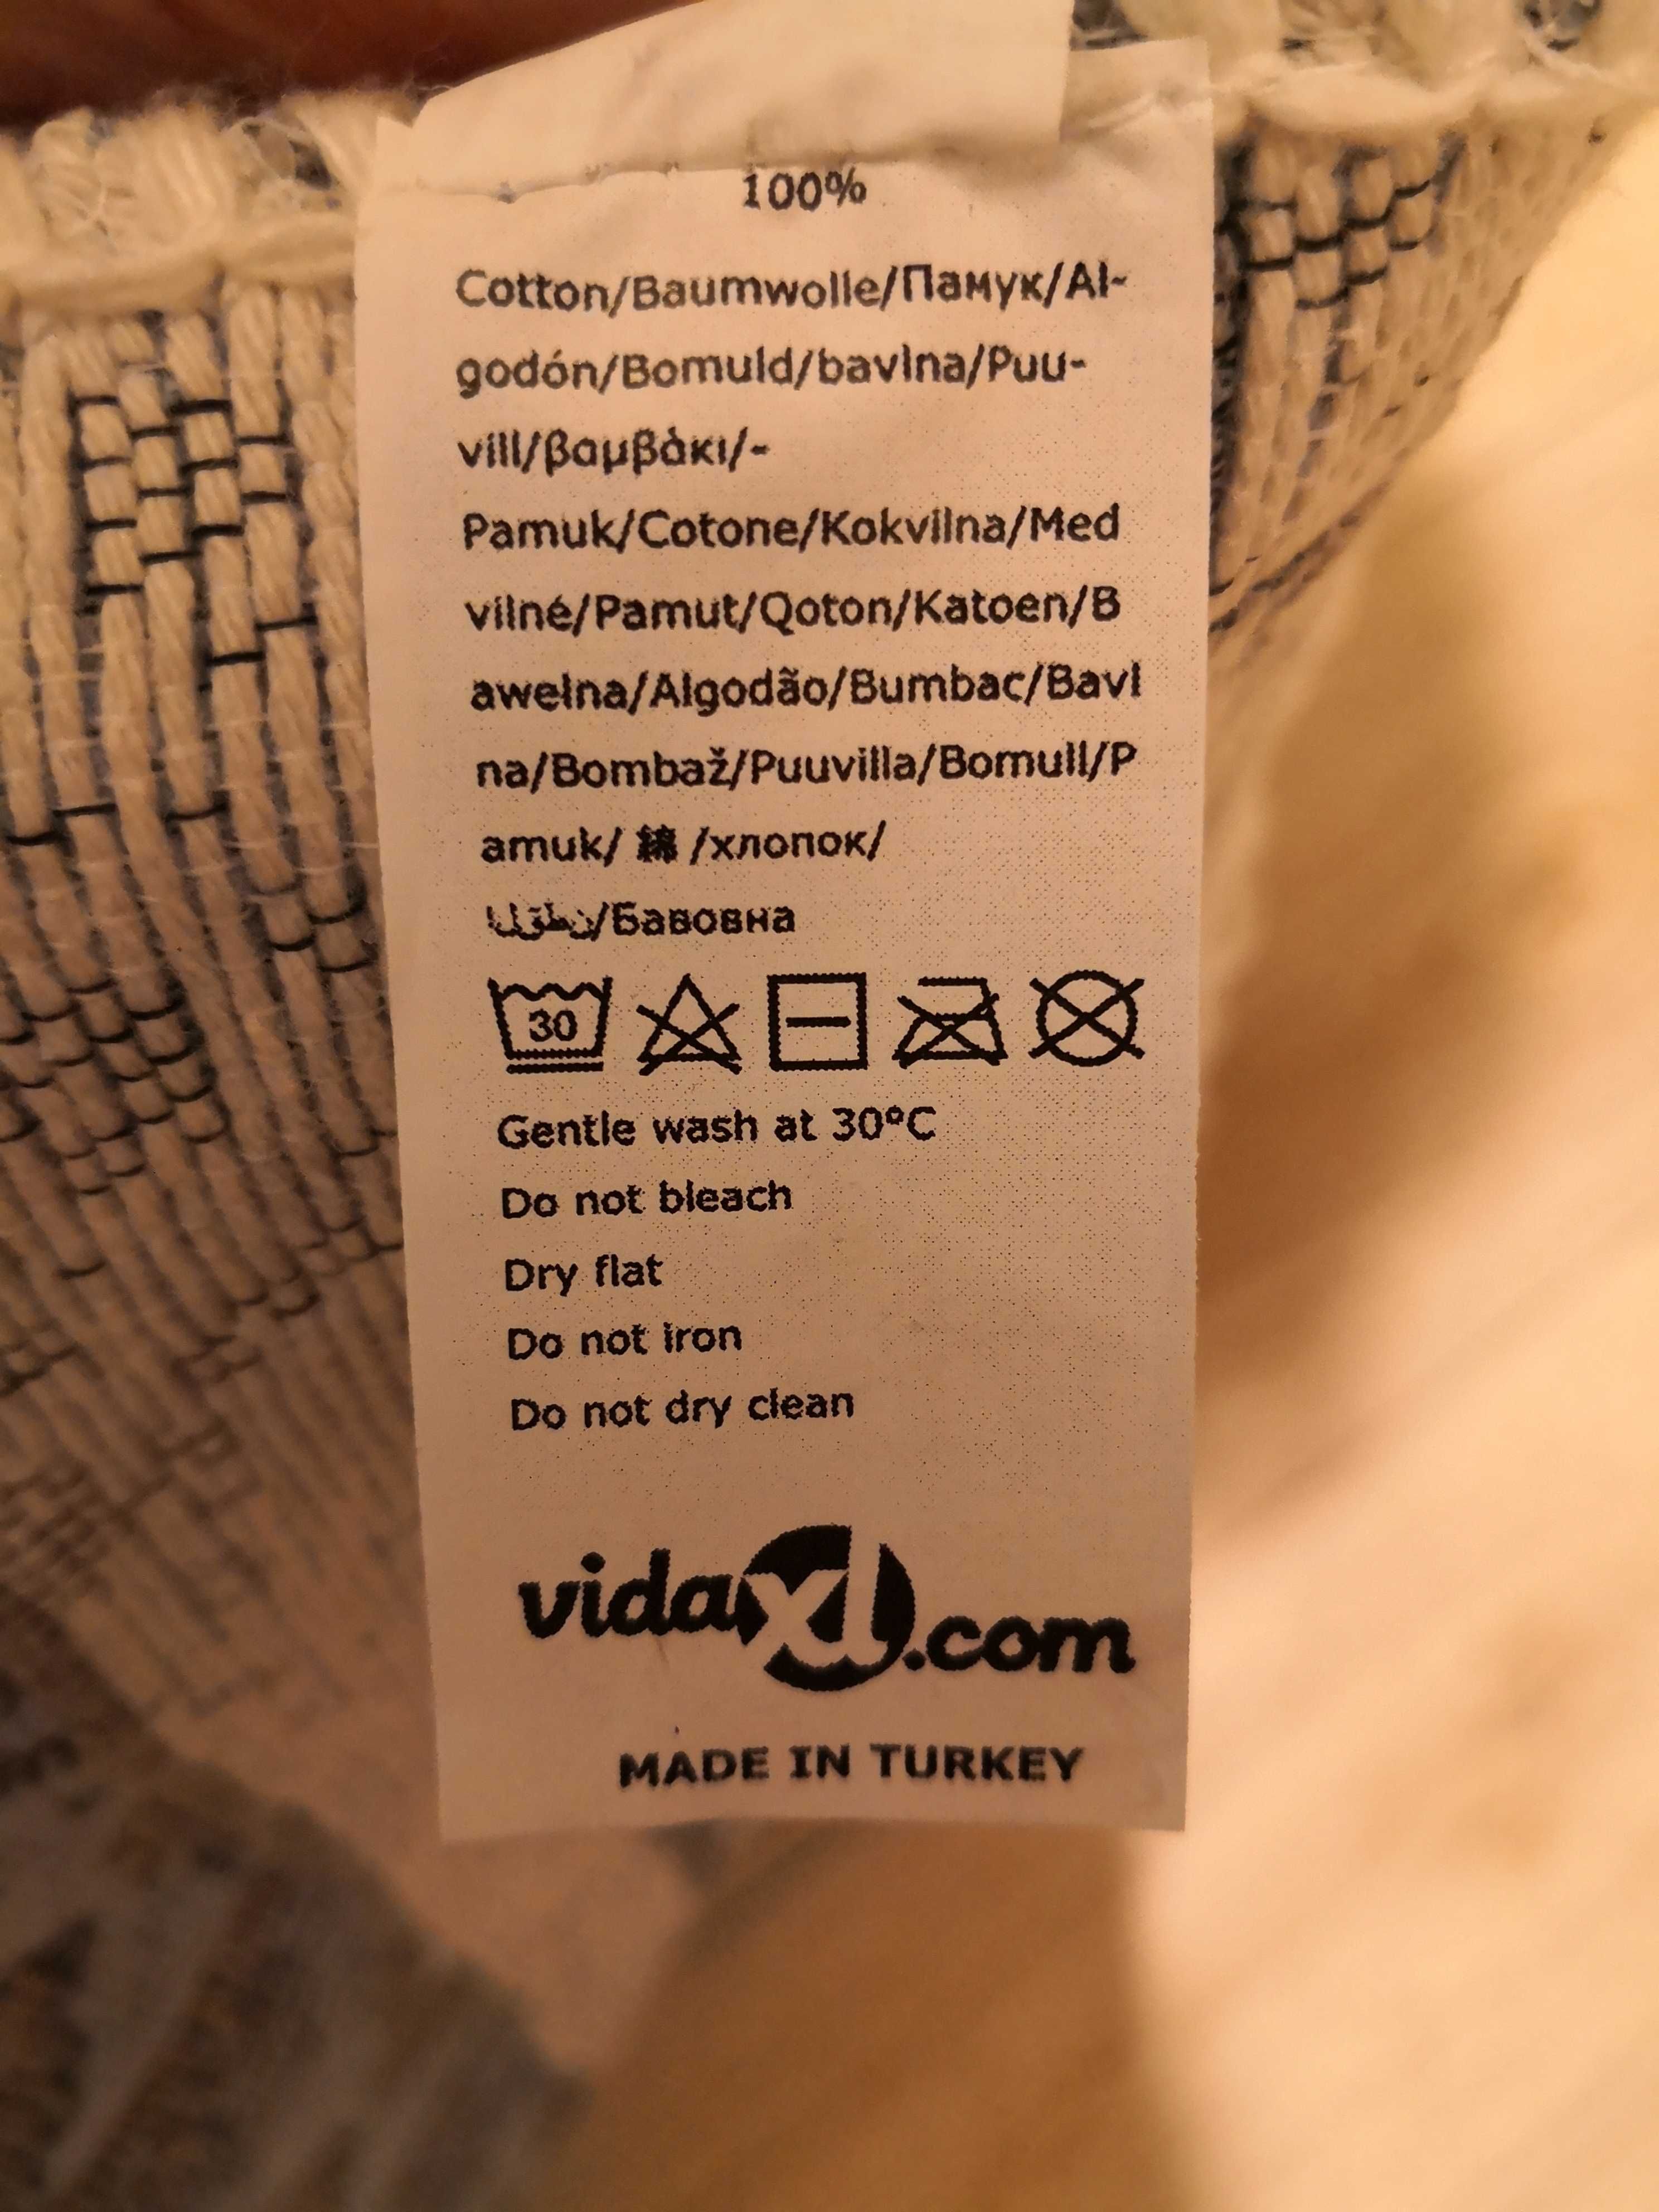 100%
Cotton/Baumwolle/Памук/Al-
godón/Bomuld/bavlna/Puu-
vill/βαμβάκι/-
Pamuk/Cotone/Kokvilna/Med
vilnė/Pamut/Qoton/Katoen/B
awełna/Algodão/Bumbac/Bavl
na/Bombaž/Puuvilla/Bomull/P
amuk/ 綿 /хлопок/
/Бавовна
30
Gentle wash at 30ºC
Do not bleach
Dry flat
Do not iron
Do not dry clean
vidaXL.com
MADE IN TURKEY